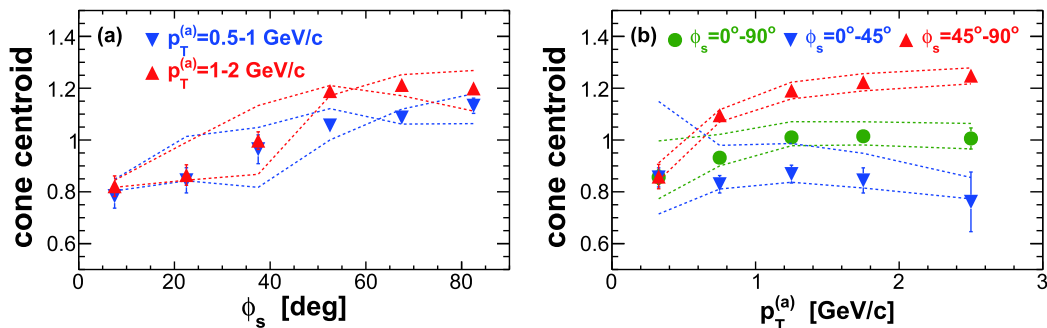 (a)
p_T^(a)=0.5-1 GeV/c
p_T^(a)=1-2 GeV/c
cone centroid
1.4
1.2
1
0.8
0.6
0 20 40 60 80
ϕ_s [deg]
(b)
ϕ_s=0°-90° ϕ_s=0°-45° ϕ_s=45°-90°
cone centroid
1.4
1.2
1
0.8
0.6
0 1 2 3
p_T^(a) [GeV/c]